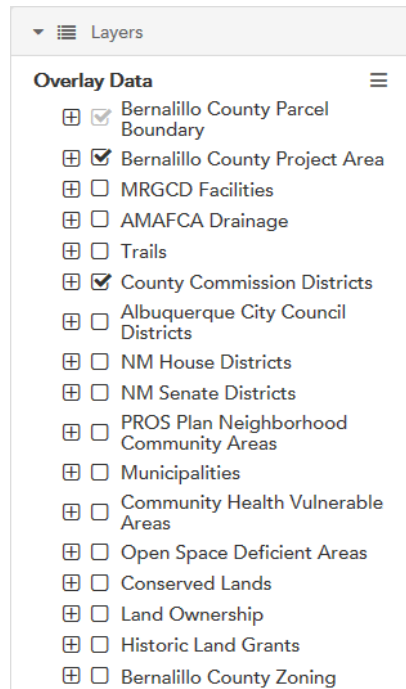 Layers
Overlay Data
Bernalillo County Parcel
Boundary
Bernalillo County Project Area
MRGCD Facilities
AMAFCA Drainage
Trails
County Commission Districts
Albuquerque City Council
Districts
NM House Districts
NM Senate Districts
PROS Plan Neighborhood
Community Areas
Municipalities
Community Health Vulnerable
Areas
Open Space Deficient Areas
Conserved Lands
Land Ownership
Historic Land Grants
Bernalillo County Zoning